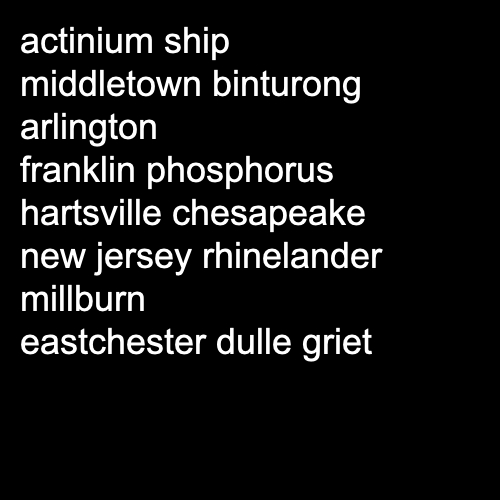 actinium ship
middletown binturong
arlington
franklin phosphorus
hartsville chesapeake
new jersey rhinelander
millburn
eastchester dulle griet